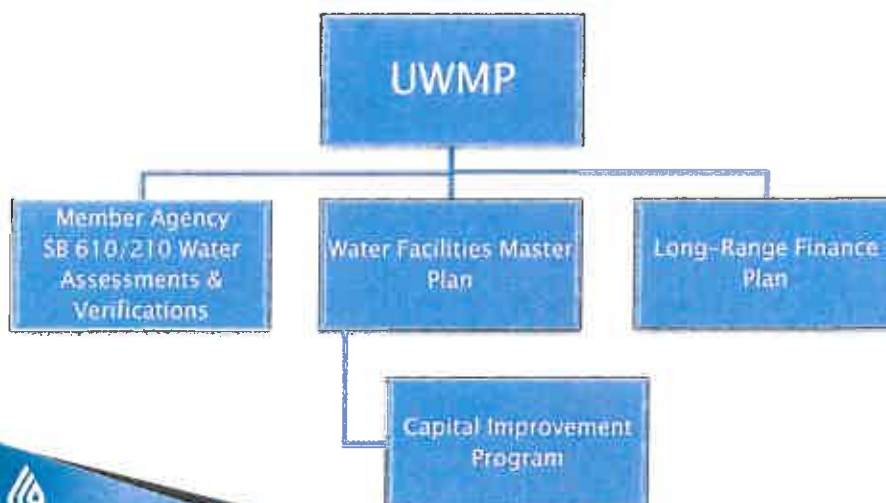 UWMP
Member Agency
SB 610/210 Water
Assessments &
Verifications
Water Facilities Master
Plan
Long-Range Finance
Plan
Capital Improvement
Program